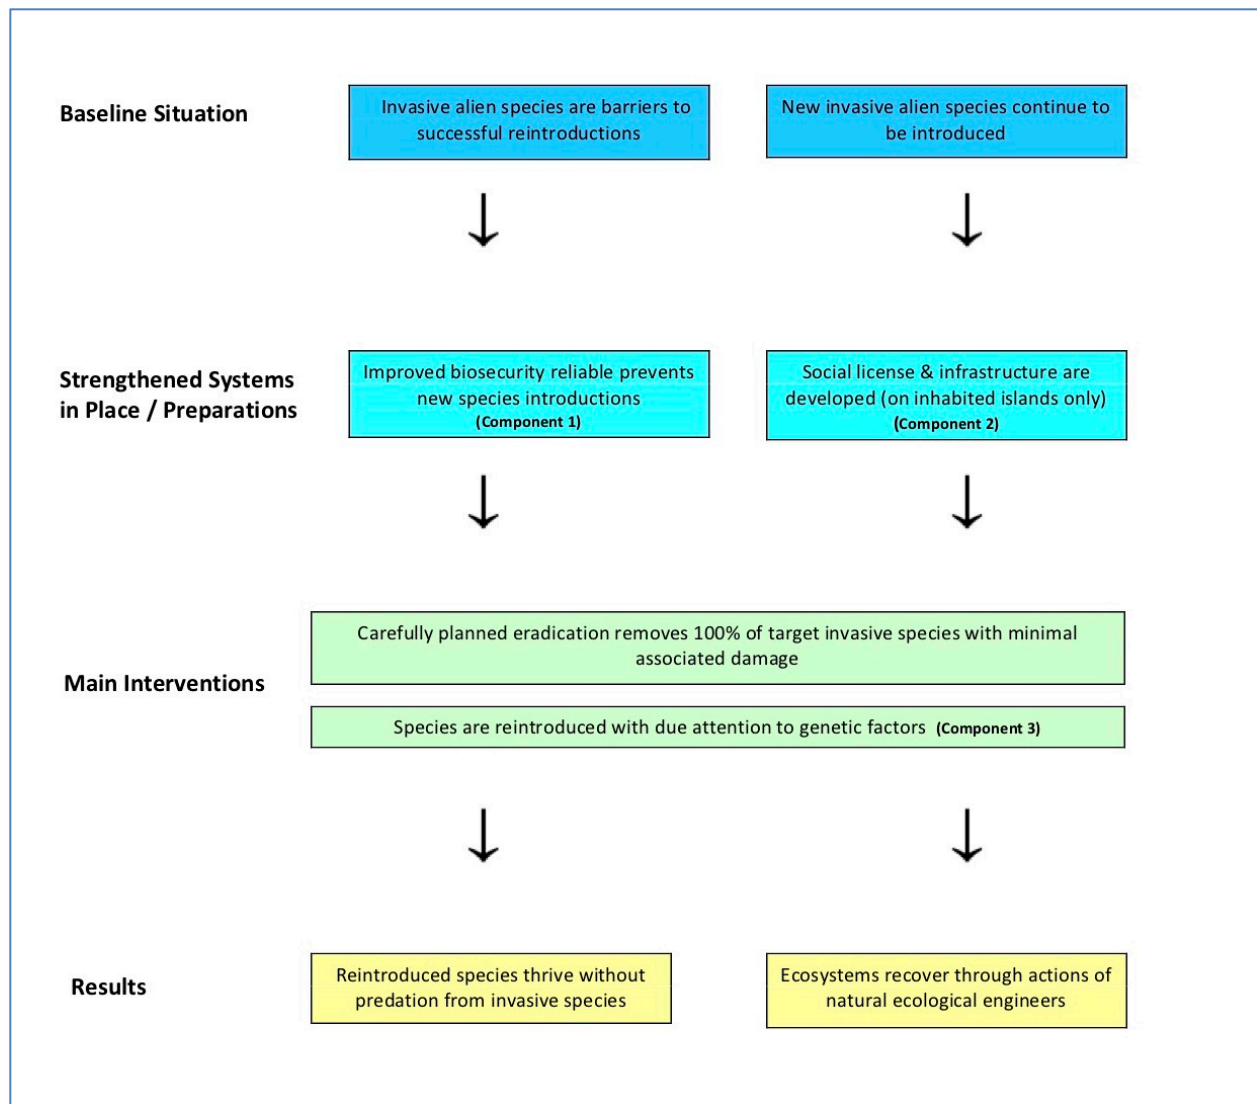 Baseline Situation
Invasive alien species are barriers to
successful reintroductions
New invasive alien species continue to
be introduced
Strengthened Systems
in Place / Preparations
Improved biosecurity reliable prevents
new species introductions
(Component 1)
Social license & infrastructure are
developed (on inhabited islands only)
(Component 2)
Main Interventions
Carefully planned eradication removes 100% of target invasive species with minimal
associated damage
Species are reintroduced with due attention to genetic factors (Component 3)
Results
Reintroduced species thrive without
predation from invasive species
Ecosystems recover through actions of
natural ecological engineers